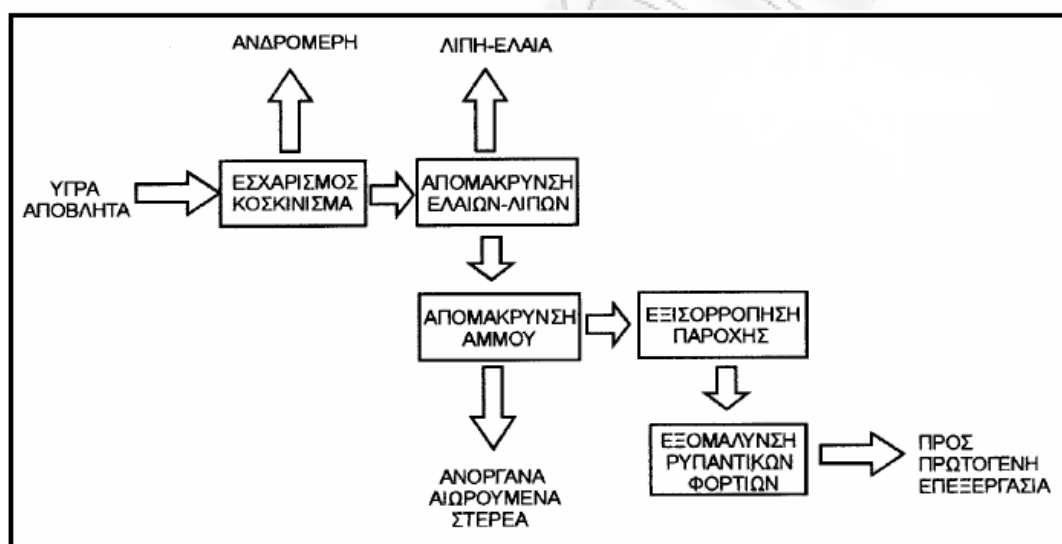 ΑΝΔΡΟΜΕΡΗ
ΛΙΠΗ-ΕΛΑΙΑ
ΥΓΡΑ
ΑΠΟΒΛΗΤΑ
ΕΣΧΑΡΙΣΜΟΣ
ΚΟΣΚΙΝΙΣΜΑ
ΑΠΟΜΑΚΡΥΝΣΗ
ΕΛΑΙΩΝ-ΛΙΠΩΝ
ΑΠΟΜΑΚΡΥΝΣΗ
ΑΜΜΟΥ
ΕΞΙΣΟΡΡΟΠΗΣΗ
ΠΑΡΟΧΗΣ
ΑΝΟΡΓΑΝΑ
ΑΙΩΡΟΥΜΕΝΑ
ΣΤΕΡΕΑ
ΕΞΟΜΑΛΥΝΣΗ
ΡΥΠΑΝΤΙΚΩΝ
ΦΟΡΤΙΩΝ
ΠΡΟΣ
ΠΡΩΤΟΓΕΝΗ
ΕΠΕΞΕΡΓΑΣΙΑ